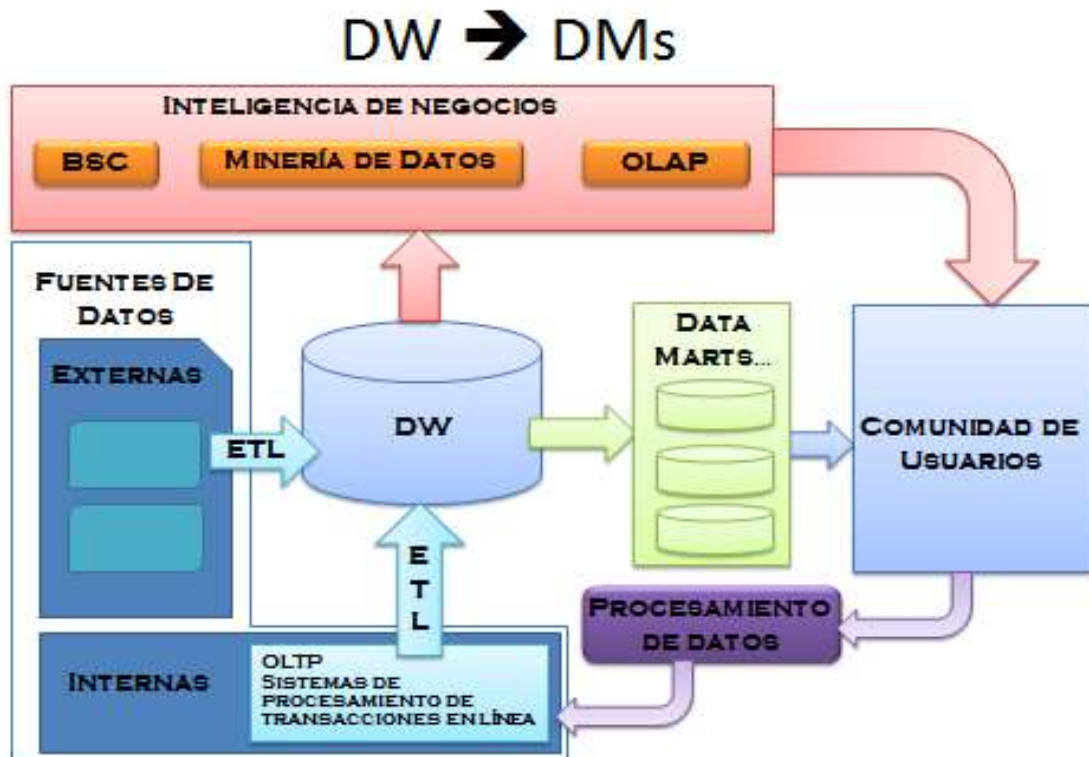 DW ➔ DMs
INTELIGENCIA DE NEGOCIOS
BSC
MINERÍA DE DATOS
OLAP
FUENTES DE
DATOS
EXTERNAS
ETL
DW
DATA
MARTS...
COMUNIDAD DE
USUARIOS
E
T
L
PROCESAMIENTO
DE DATOS
INTERNAS
OLTP
SISTEMAS DE
PROCESAMIENTO DE
TRANSACCIONES EN LÍNEA